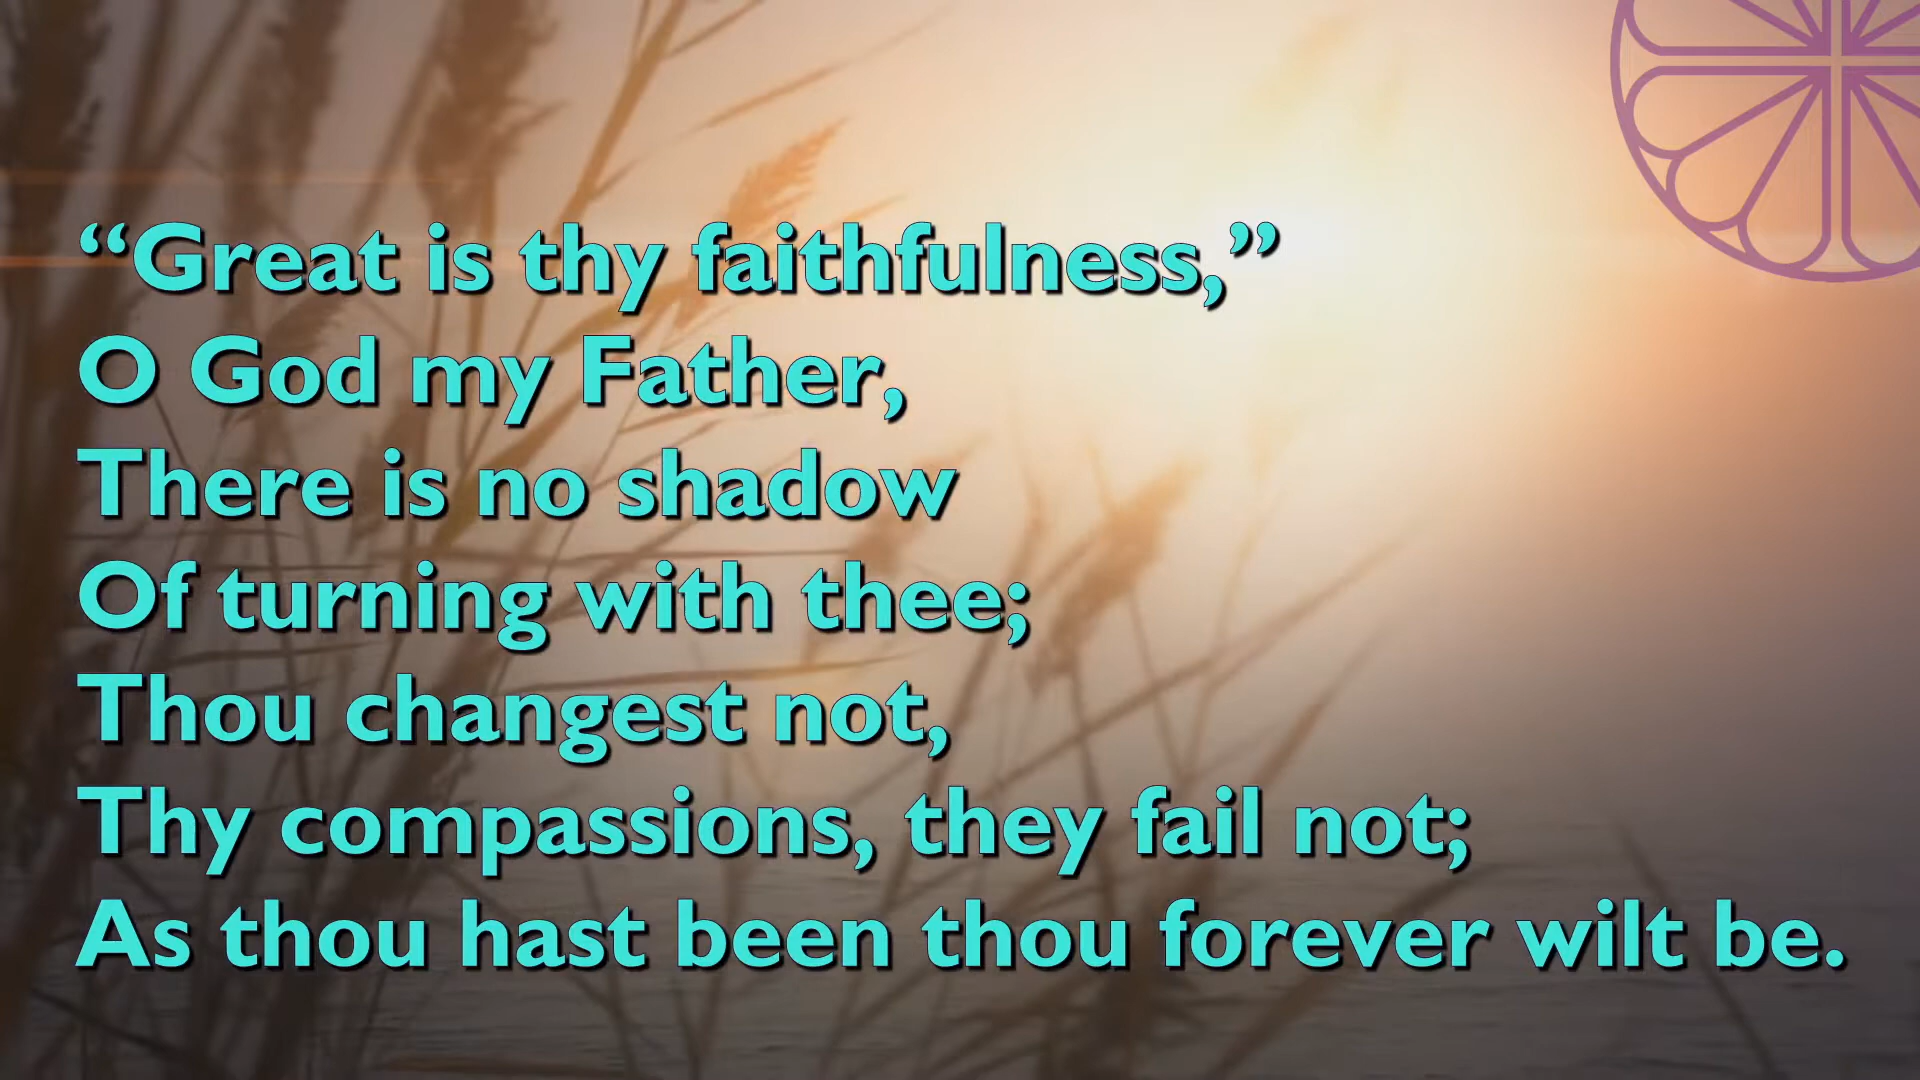 “Great is thy faithfulness,”
O God my Father,
There is no shadow
Of turning with thee;
Thou changest not,
Thy compassions, they fail not;
As thou hast been thou forever wilt be.